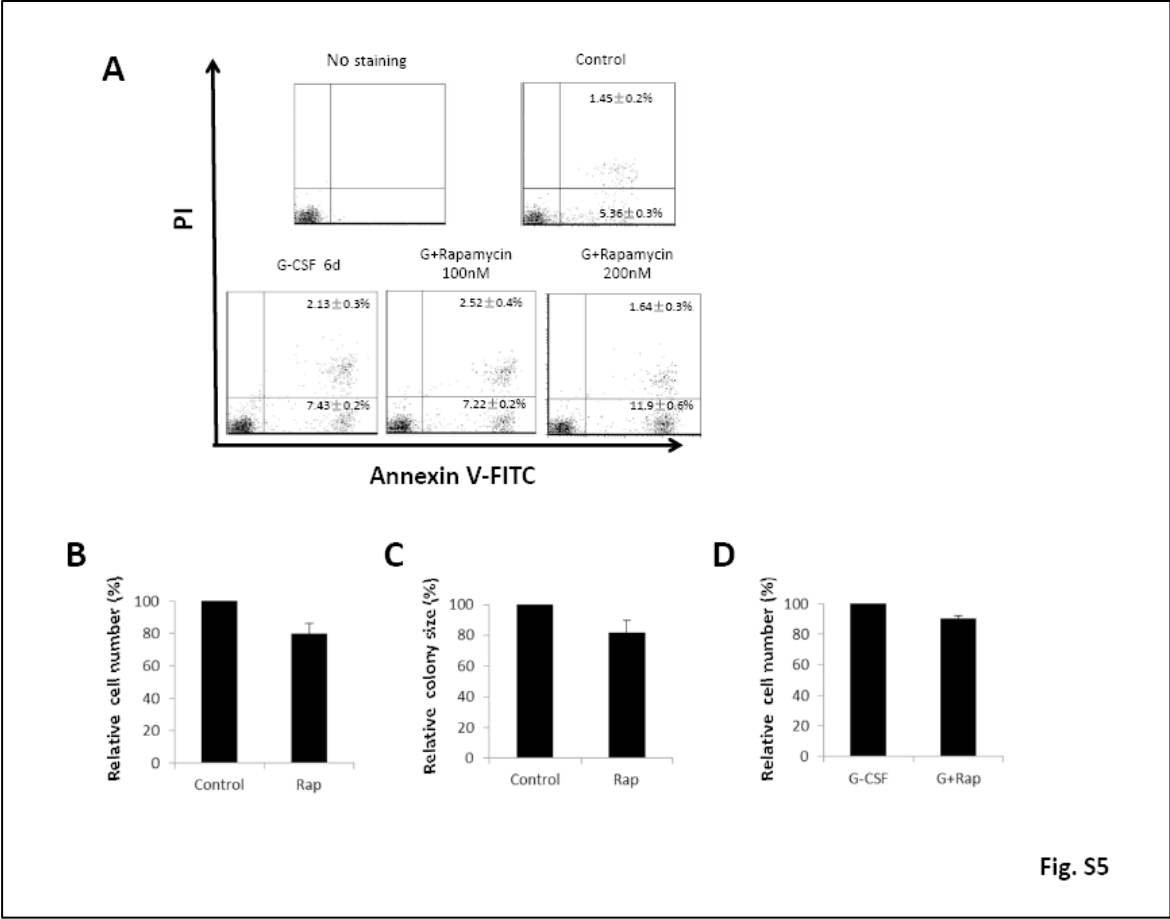 A
No staining
Control
1.45±0.2%
5.36±0.3%
PI
G-CSF 6d
G+Rapamycin
100nM
G+Rapamycin
200nM
2.13±0.3%
2.52±0.4%
1.64±0.3%
7.43±0.2%
7.22±0.2%
11.9±0.6%
Annexin V-FITC
B
Relative cell number (%)
100
80
60
40
20
0
Control
Rap
C
Relative colony size (%)
100
80
60
40
20
0
Control
Rap
D
Relative cell number (%)
100
80
60
40
20
0
G-CSF
G+Rap
Fig. S5